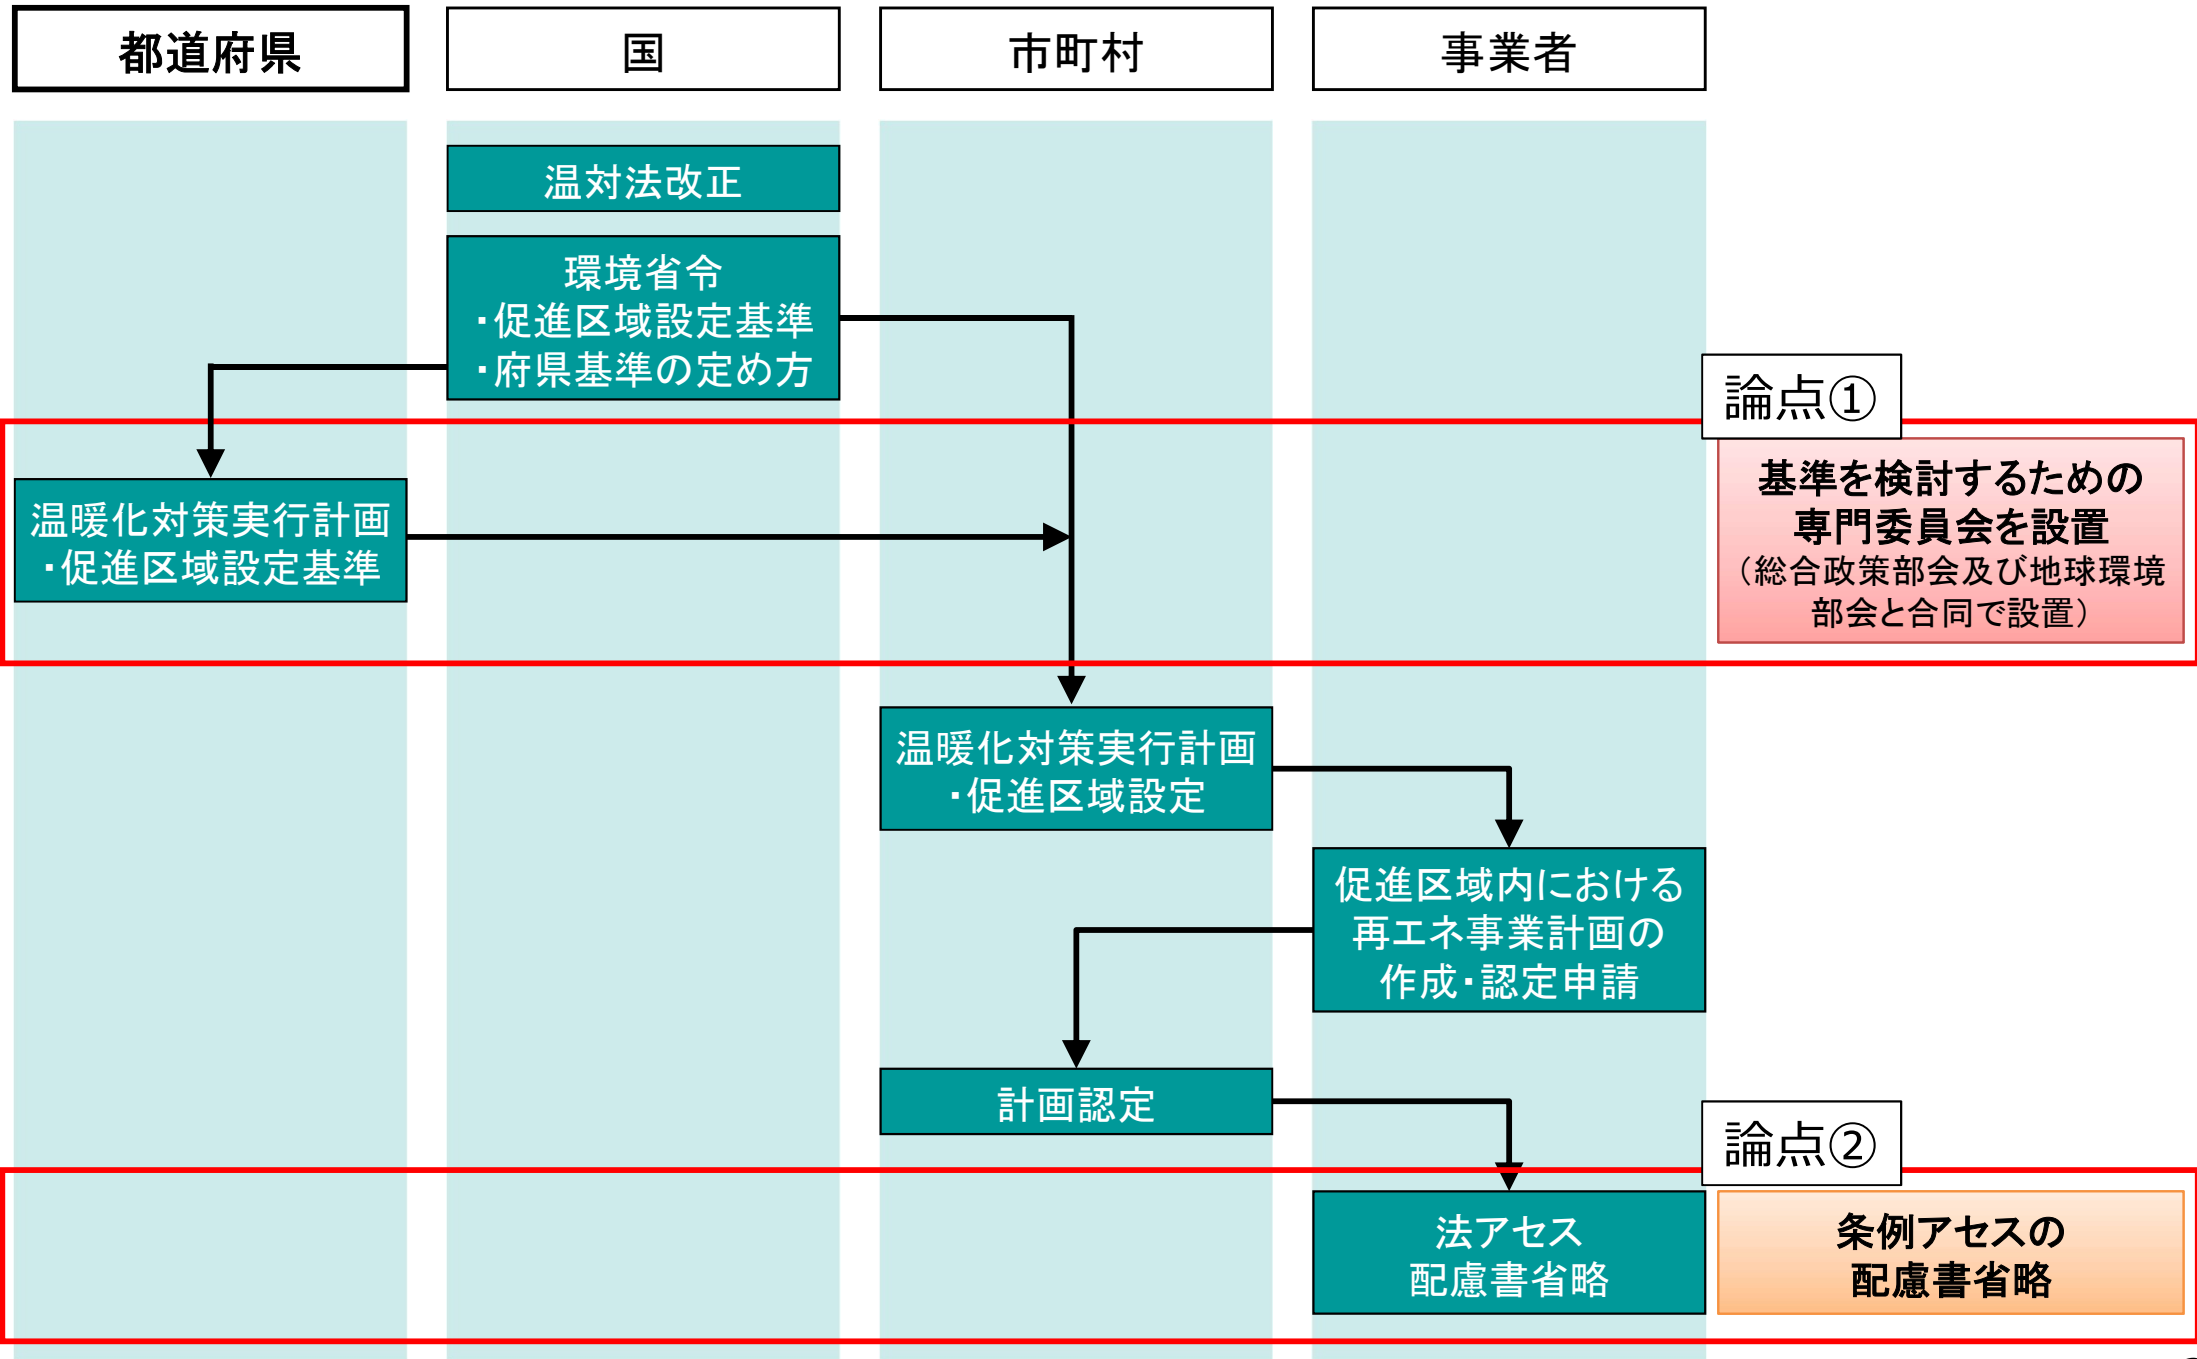 都道府県
国
市町村
事業者
温対法改正
環境省令
・促進区域設定基準
・府県基準の定め方
論点①
基準を検討するための
専門委員会を設置
（総合政策部会及び地球環境
部会と合同で設置）
温暖化対策実行計画
・促進区域設定基準
温暖化対策実行計画
・促進区域設定
促進区域内における
再エネ事業計画の
作成・認定申請
計画認定
論点②
法アセス
配慮書省略
条例アセスの
配慮書省略